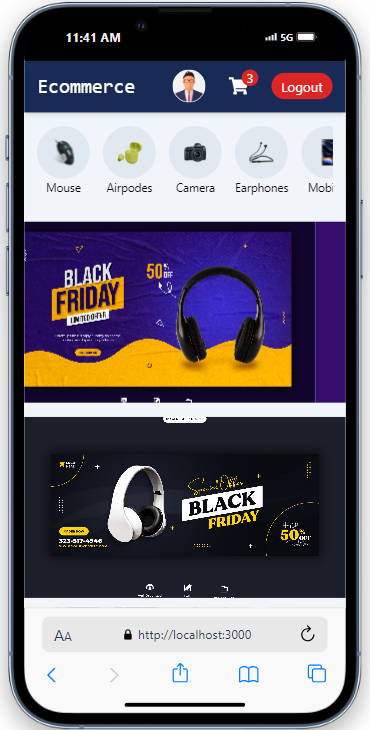 11:41 AM
5G
Ecommerce
3
Logout
Mouse
Airpodes
Camera
Earphones
Mobi
BLACK
FRIDAY
LIMITED OFFER
50%
OFF
Special Offer
BLACK
FRIDAY
323-517-4546
50%
OFF
AA
http://localhost:3000